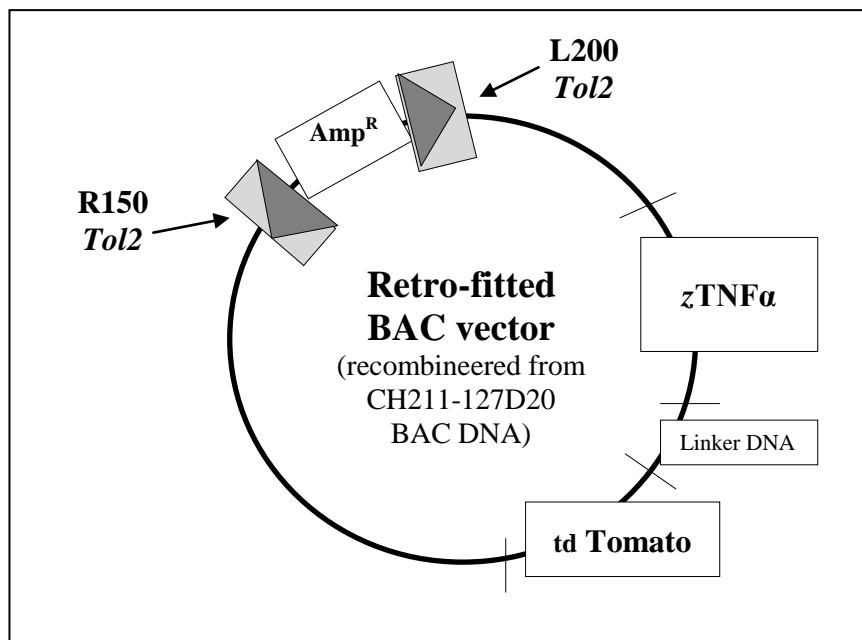 L200
Tol2
Amp^R
R150
Tol2
zTNFα
Retro-fitted
BAC vector
(recombineered from
CH211-127D20
BAC DNA)
Linker DNA
td Tomato